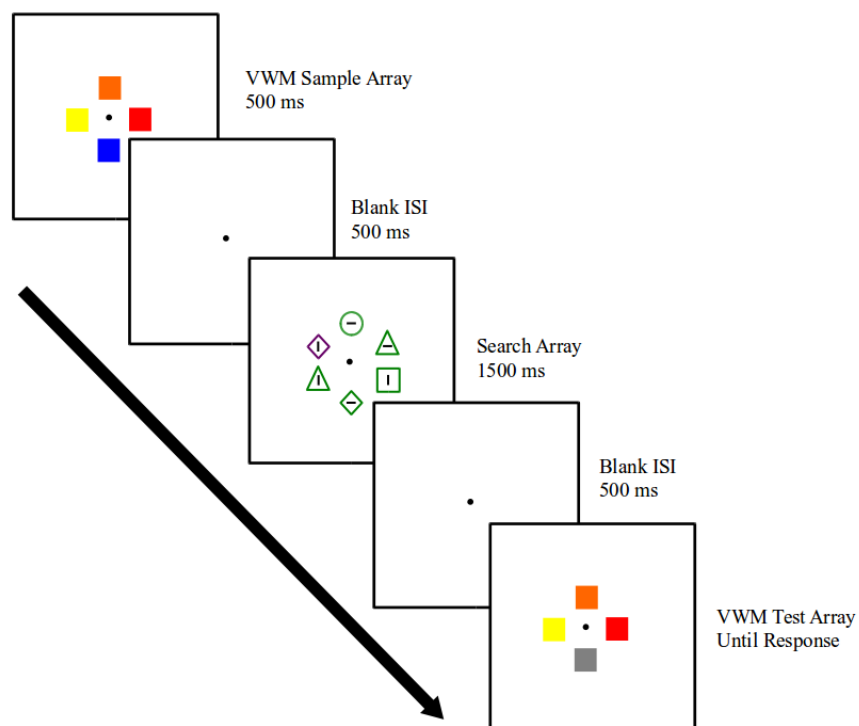 VWM Sample Array
500 ms
Blank ISI
500 ms
Search Array
1500 ms
Blank ISI
500 ms
VWM Test Array
Until Response